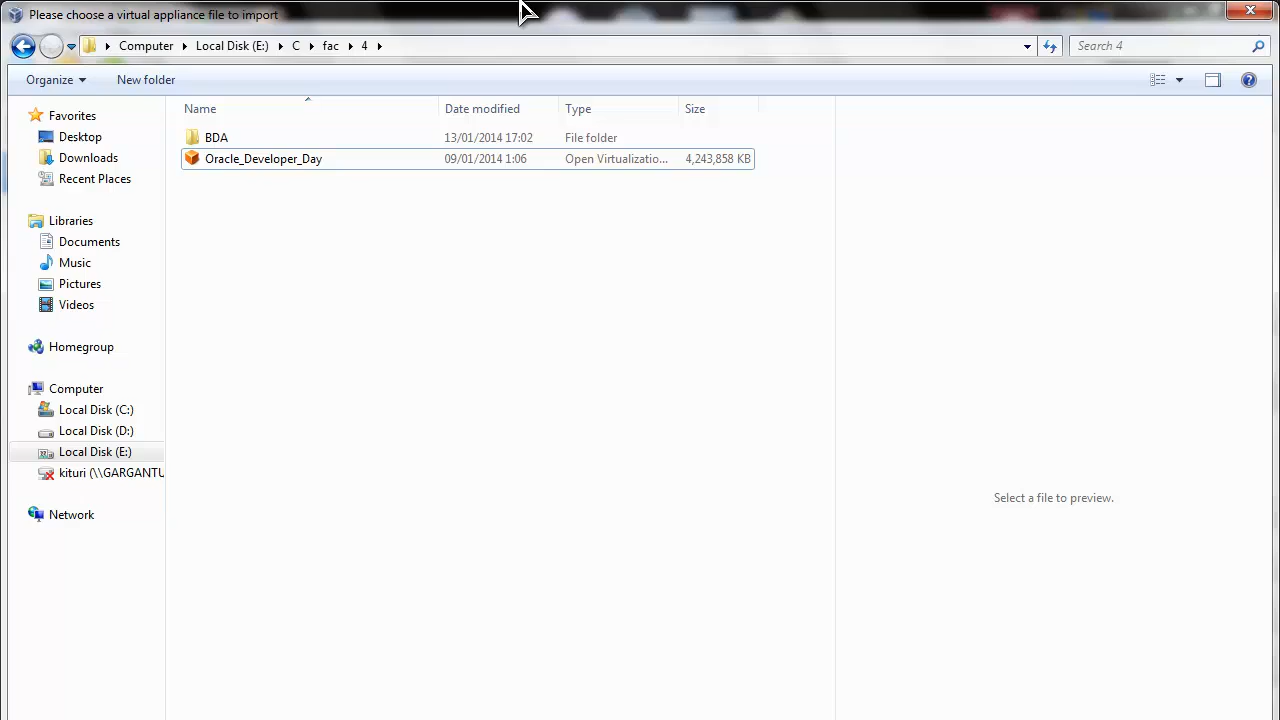 Please choose a virtual appliance file to import
Computer Local Disk (E:) C fac 4 Search 4
Organize New folder
Name Date modified Type Size
Favorites
Desktop
Downloads
Recent Places
Libraries
Documents
Music
Pictures
Videos
Homegroup
Computer
Local Disk (C:)
Local Disk (D:)
Local Disk (E:)
kituri (\\GARGANTU
Network
BDA 13/01/2014 17:02 File folder
Oracle_Developer_Day 09/01/2014 1:06 Open Virtualizatio... 4,243,858 KB
Select a file to preview.